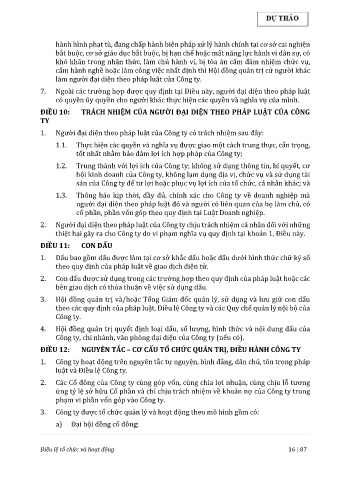 DỰ THẢO
hành hình phạt tù, đang chấp hành biện pháp xử lý hành chính tại cơ sở cai nghiện
bắt buộc, cơ sở giáo dục bắt buộc, bị hạn chế hoặc mất năng lực hành vi dân sự, có
khó khăn trong nhận thức, làm chủ hành vi, bị tòa án cấm đảm nhiệm chức vụ,
cấm hành nghề hoặc làm công việc nhất định thì Hội đồng quản trị cử người khác
làm người đại diện theo pháp luật của Công ty.
7. Ngoài các trường hợp được quy định tại Điều này, người đại diện theo pháp luật
có quyền ủy quyền cho người khác thực hiện các quyền và nghĩa vụ của mình.
ĐIỀU 10: TRÁCH NHIỆM CỦA NGƯỜI ĐẠI DIỆN THEO PHÁP LUẬT CỦA CÔNG
TY
1. Người đại diện theo pháp luật của Công ty có trách nhiệm sau đây:
1.1. Thực hiện các quyền và nghĩa vụ được giao một cách trung thực, cẩn trọng,
tốt nhất nhằm bảo đảm lợi ích hợp pháp của Công ty;
1.2. Trung thành với lợi ích của Công ty; không sử dụng thông tin, bí quyết, cơ
hội kinh doanh của Công ty, không lạm dụng địa vị, chức vụ và sử dụng tài
sản của Công ty để tư lợi hoặc phục vụ lợi ích của tổ chức, cá nhân khác; và
1.3. Thông báo kịp thời, đầy đủ, chính xác cho Công ty về doanh nghiệp mà
người đại diện theo pháp luật đó và người có liên quan của họ làm chủ, có
cổ phần, phần vốn góp theo quy định tại Luật Doanh nghiệp.
2. Người đại diện theo pháp luật của Công ty chịu trách nhiệm cá nhân đối với những
thiệt hại gây ra cho Công ty do vi phạm nghĩa vụ quy định tại khoản 1, Điều này.
ĐIỀU 11: CON DẤU
1. Dấu bao gồm dấu được làm tại cơ sở khắc dấu hoặc dấu dưới hình thức chữ ký số
theo quy định của pháp luật về giao dịch điện tử.
2. Con dấu được sử dụng trong các trường hợp theo quy định của pháp luật hoặc các
bên giao dịch có thỏa thuận về việc sử dụng dấu.
3. Hội đồng quản trị và/hoặc Tổng Giám đốc quản lý, sử dụng và lưu giữ con dấu
theo các quy định của pháp luật, Điều lệ Công ty và các Quy chế quản lý nội bộ của
Công ty.
4. Hội đồng quản trị quyết định loại dấu, số lượng, hình thức và nội dung dấu của
Công ty, chi nhánh, văn phòng đại diện của Công ty (nếu có).
ĐIỀU 12: NGUYÊN TẮC – CƠ CẤU TỔ CHỨC QUẢN TRỊ, ĐIỀU HÀNH CÔNG TY
1. Công ty hoạt động trên nguyên tắc tự nguyện, bình đẳng, dân chủ, tôn trọng pháp
luật và Điều lệ Công ty.
2. Các Cổ đông của Công ty cùng góp vốn, cùng chia lợi nhuận, cùng chịu lỗ tương
ứng tỷ lệ sở hữu Cổ phần và chỉ chịu trách nhiệm về khoản nợ của Công ty trong
phạm vi phần vốn góp vào Công ty.
3. Công ty được tổ chức quản lý và hoạt động theo mô hình gồm có:
a) Đại hội đồng cổ đông;
Điều lệ tổ chức và hoạt động 16 | 87